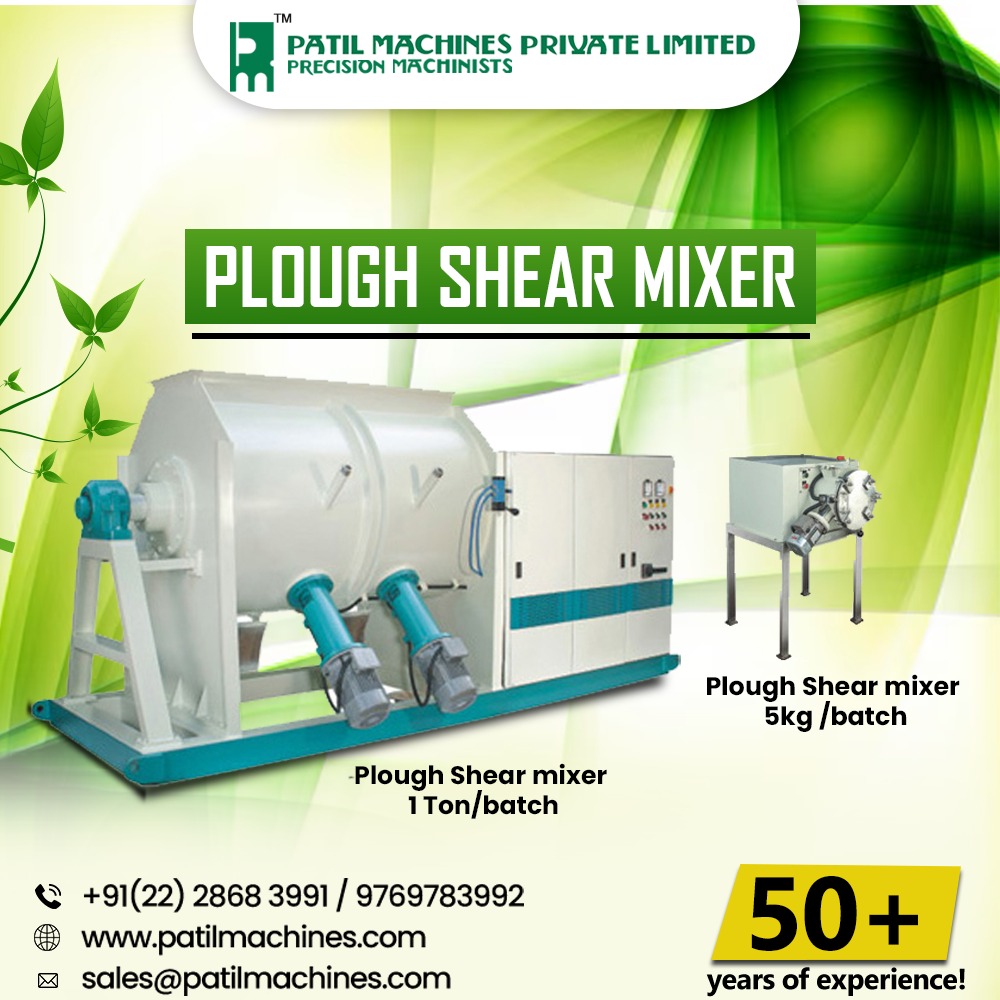 TM
PATIL MACHINES PRIVATE LIMITED
PRECISION MACHINISTS
PLOUGH SHEAR MIXER
Plough Shear mixer
5kg /batch
-Plough Shear mixer
1 Ton/batch
+91(22) 2868 3991 / 9769783992
www.patilmachines.com
sales@patilmachines.com
50+
years of experience!